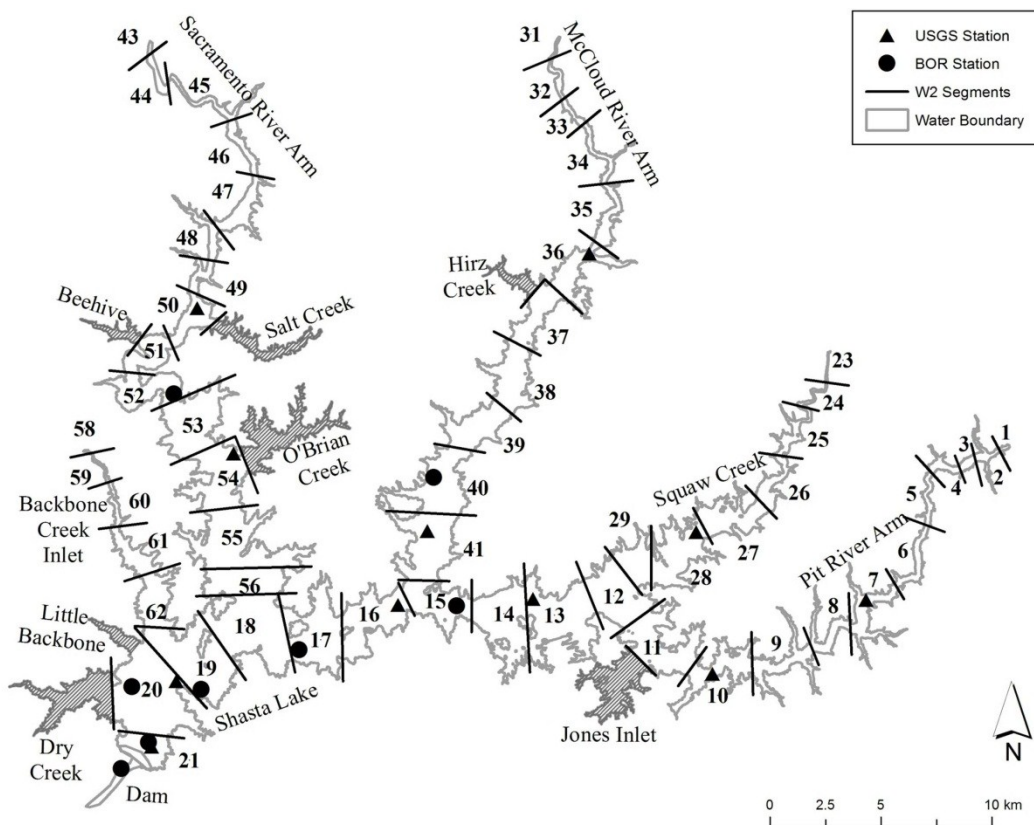 43
44
45
Sacramento River Arm
46
47
48
49
50
Beehive
51
Salt Creek
52
53
54
O'Brian
Creek
55
56
58
59
60
Backbone
Creek
Inlet
61
62
Little
Backbone
18
17
19
20
Shasta Lake
21
Dry
Creek
Dam
31
McCloud River Arm
32
33
34
35
36
Hirz
Creek
37
38
39
40
41
16
15
14
13
12
11
Jones Inlet
10
9
8
7
6
5
4
3
2
1
Pit River Arm
23
24
25
26
27
28
29
Squaw Creek
USGS Station
BOR Station
W2 Segments
Water Boundary
N
0 2.5 5 10 km